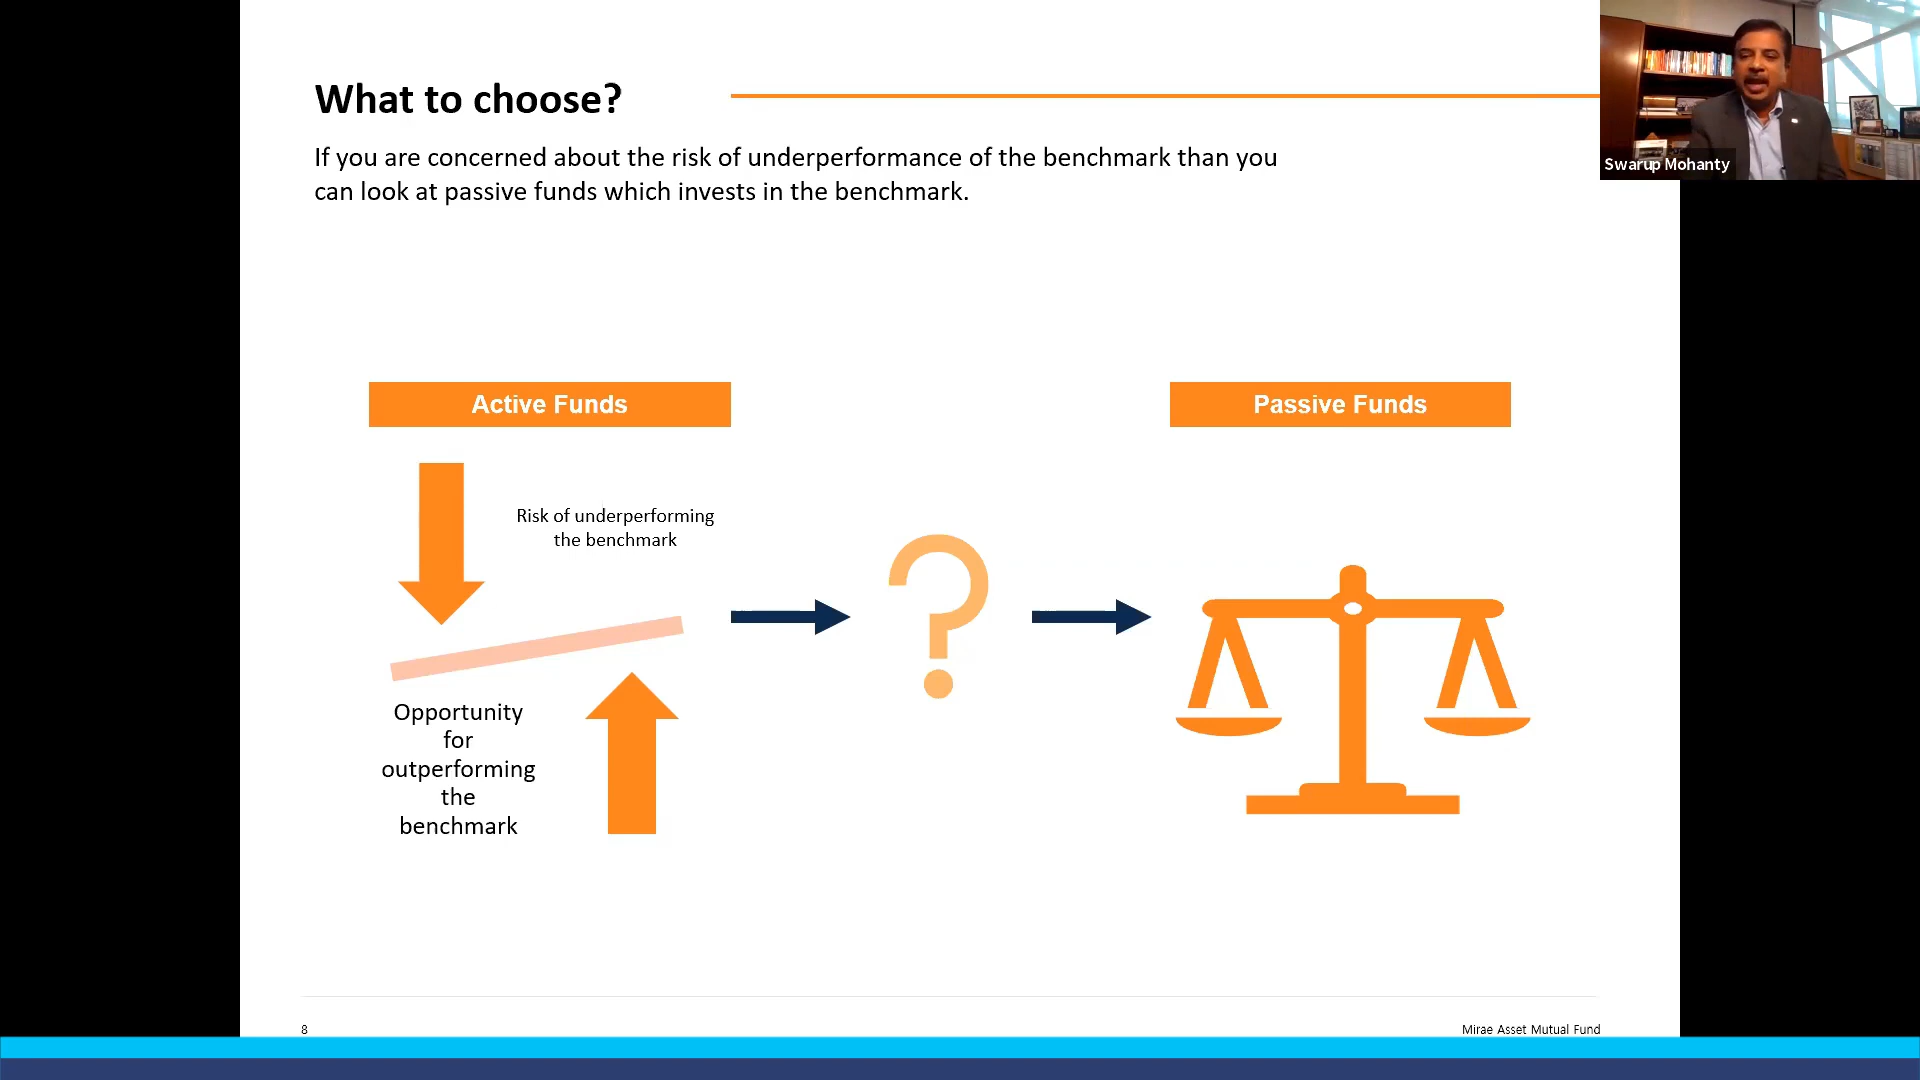 What to choose?
If you are concerned about the risk of underperformance of the benchmark than you
can look at passive funds which invests in the benchmark.
Swarup Mohanty
Active Funds
Passive Funds
Risk of underperforming
the benchmark
Opportunity
for
outperforming
the
benchmark
8
Mirae Asset Mutual Fund